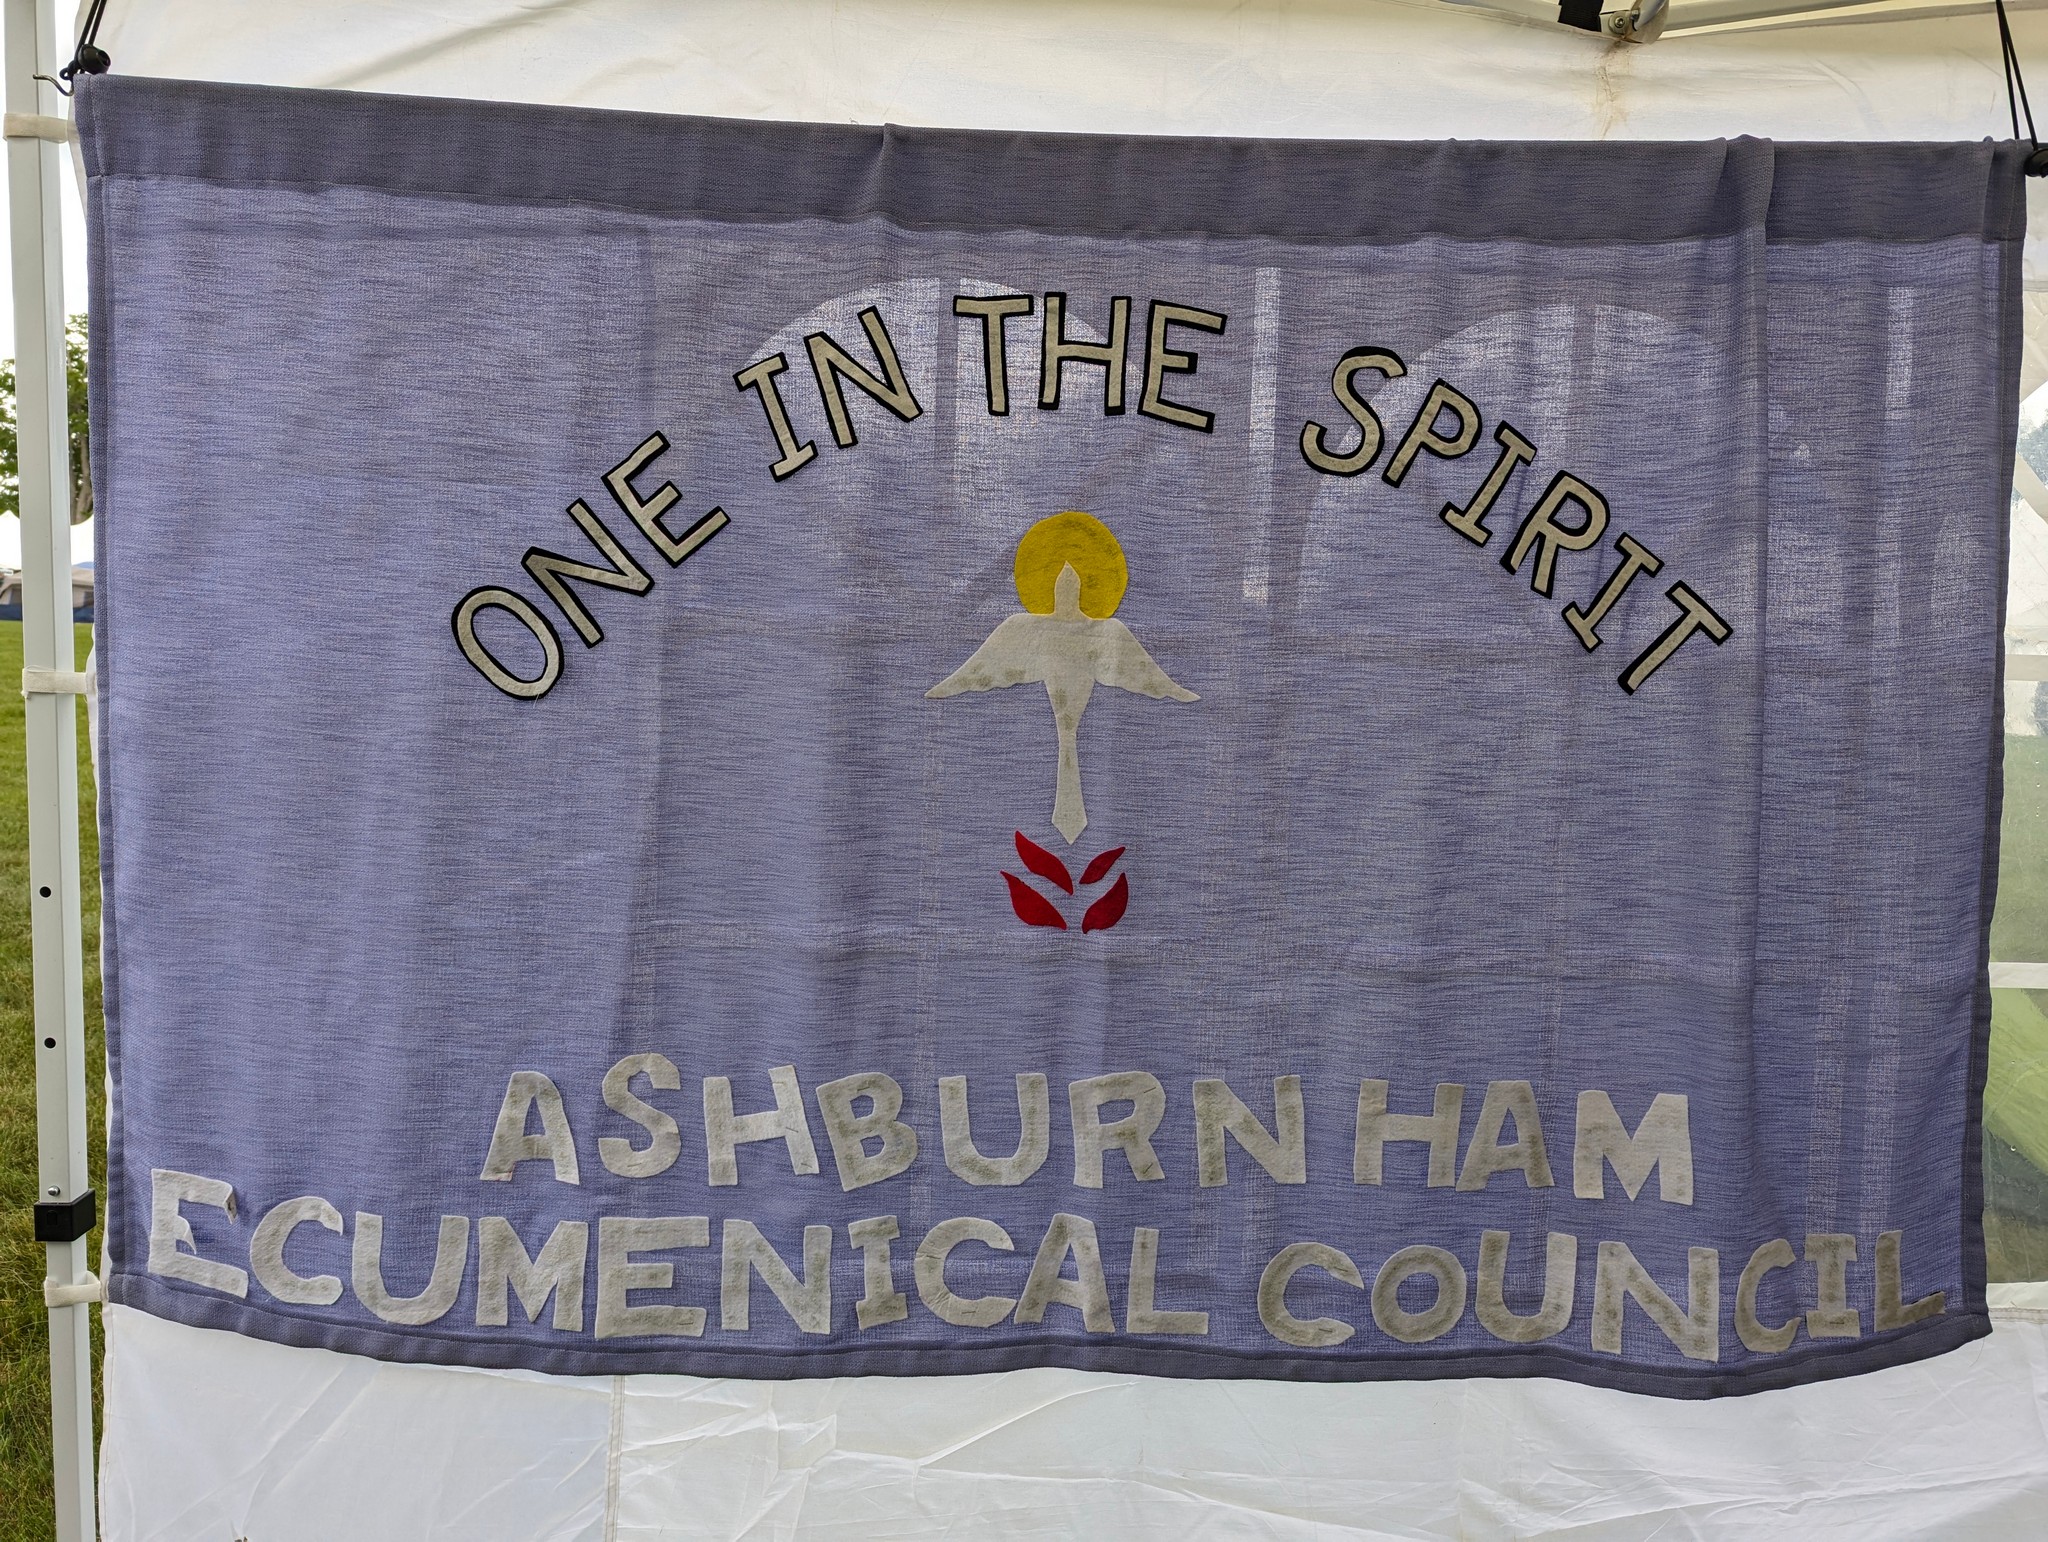 ONE IN THE SPIRIT
ASHBURNHAM
ECUMENICAL COUNCIL